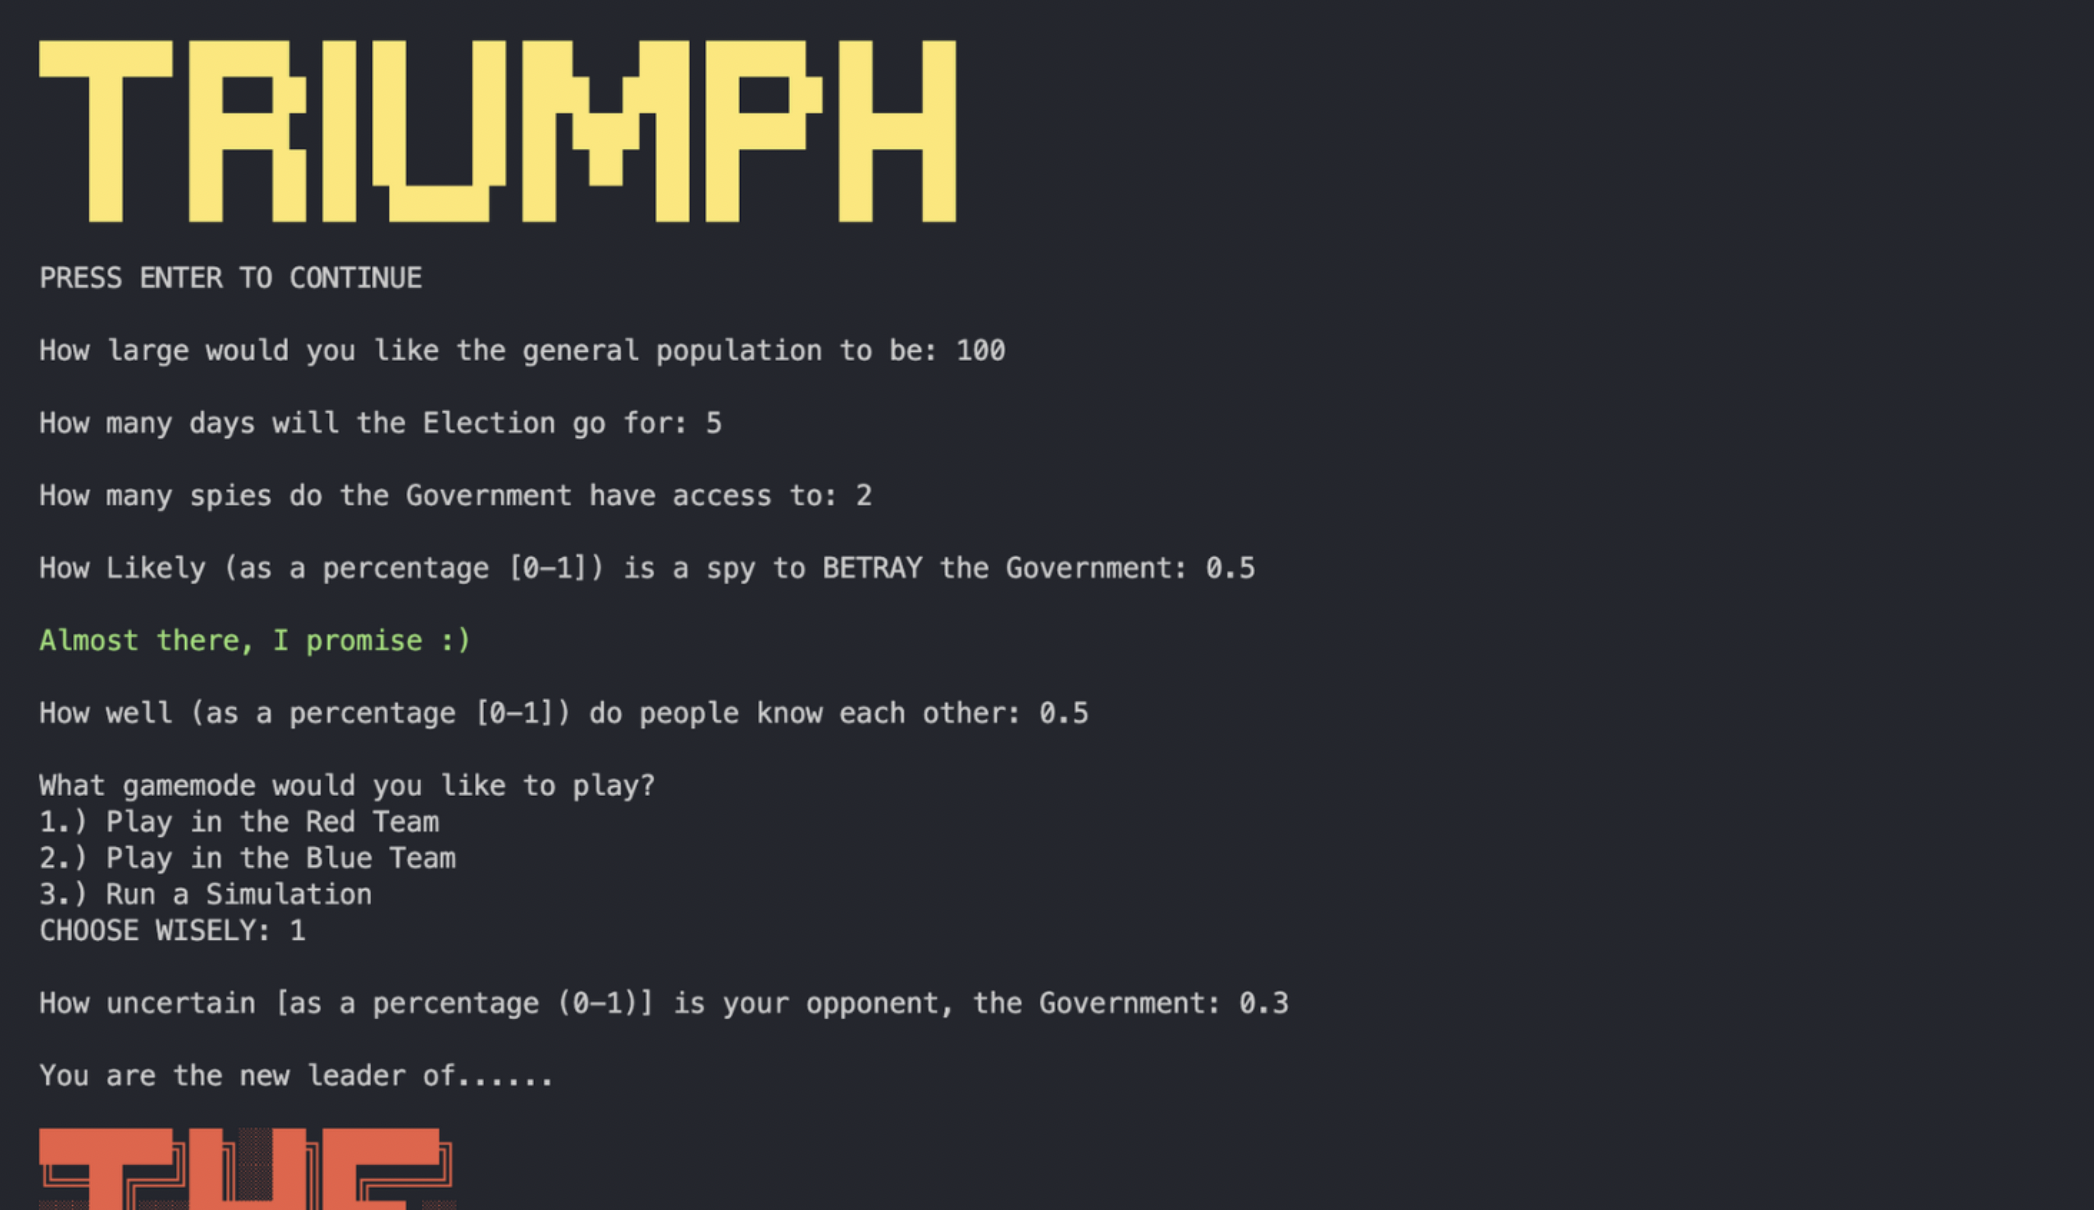 TRIUMPH
PRESS ENTER TO CONTINUE
How large would you like the general population to be: 100
How many days will the Election go for: 5
How many spies do the Government have access to: 2
How Likely (as a percentage [0-1]) is a spy to BETRAY the Government: 0.5
Almost there, I promise :)
How well (as a percentage [0-1]) do people know each other: 0.5
What gamemode would you like to play?
1.) Play in the Red Team
2.) Play in the Blue Team
3.) Run a Simulation
CHOOSE WISELY: 1
How uncertain [as a percentage (0-1)] is your opponent, the Government: 0.3
You are the new leader of......
THE